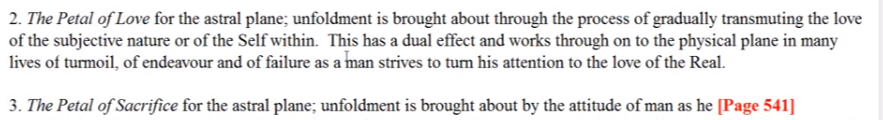 2. The Petal of Love for the astral plane; unfoldment is brought about through the process of gradually transmuting the love
of the subjective nature or of the Self within.  This has a dual effect and works through on to the physical plane in many
lives of turmoil, of endeavour and of failure as a man strives to turn his attention to the love of the Real.
3. The Petal of Sacrifice for the astral plane; unfoldment is brought about by the attitude of man as he [Page 541]